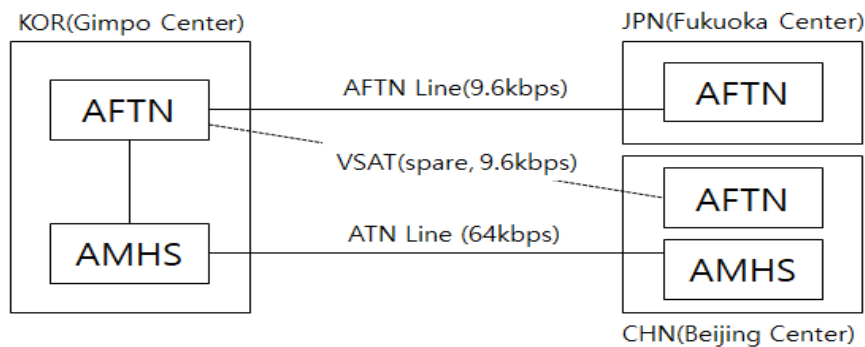 KOR(Gimpo Center)
JPN(Fukuoka Center)
AFTN
AFTN Line(9.6kbps)
AFTN
VSAT(spare, 9.6kbps)
AFTN
AMHS
ATN Line (64kbps)
AMHS
CHN(Beijing Center)